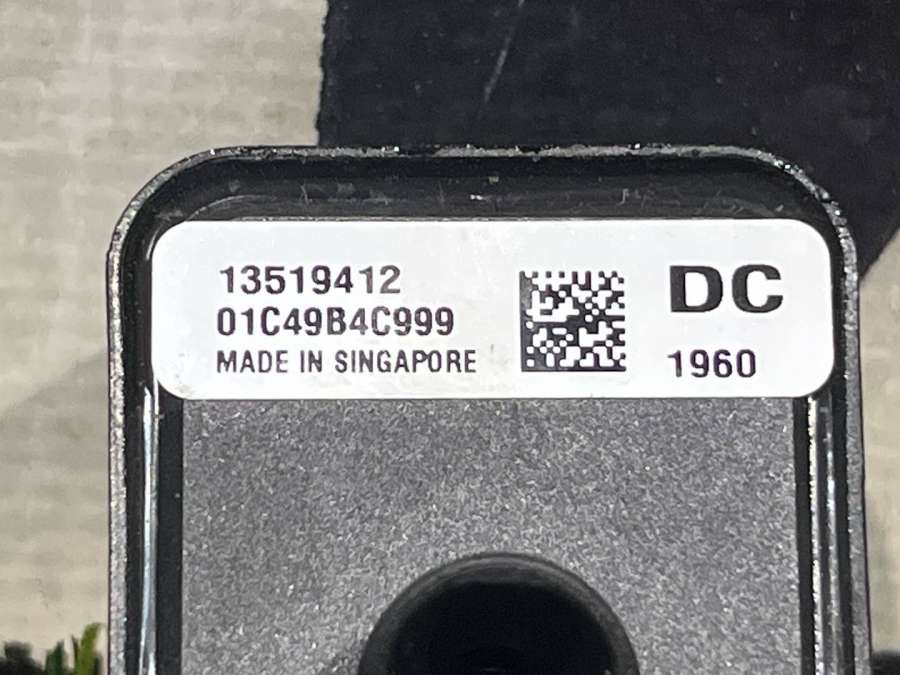 13519412
01C49B4C999
MADE IN SINGAPORE
DC
1960